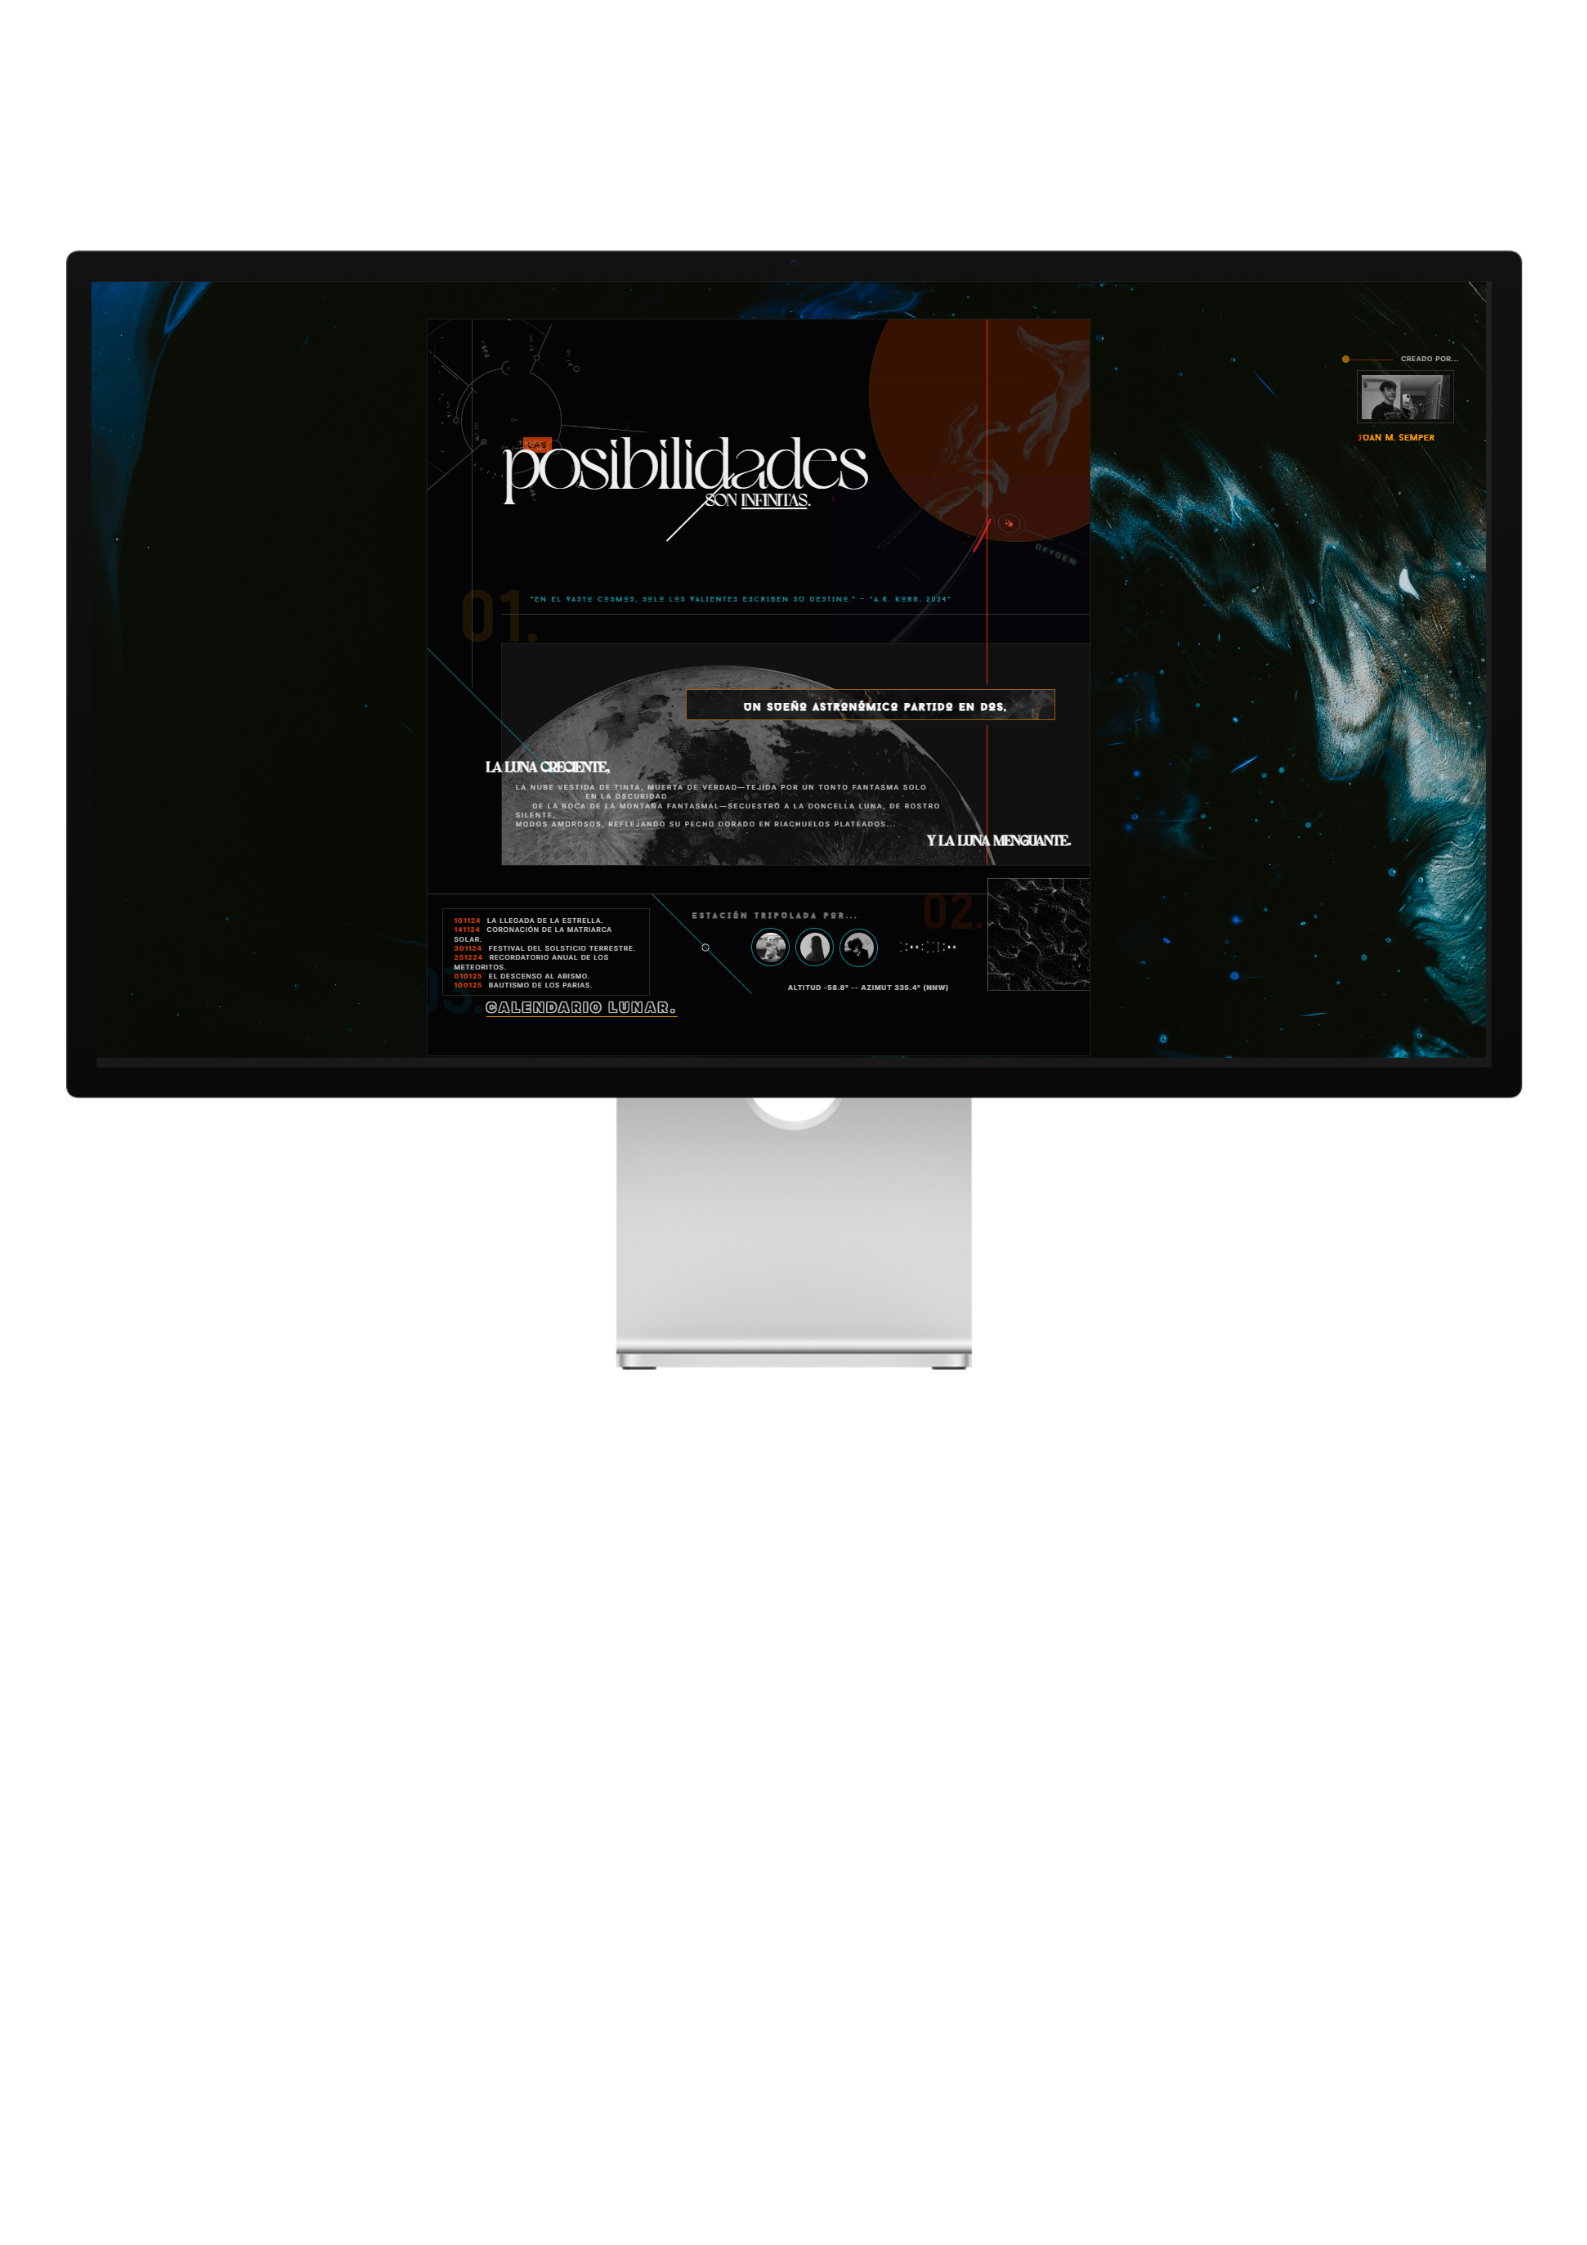 CREADO POR...
JUAN M. SEMPER
LAS
posibilidades
SON INFINITAS.
OXYGEN
01.
"EN EL VASTO COSMOS, SOLO LOS VALIENTES ESCRIBEN SU DESTINO." – "A.R. KORR, 2024"
UN SUEÑO ASTRONÓMICO PARTIDO EN DOS,
LA LUNA CRECIENTE,
LA NUBE VESTIDA DE TINTA, MUERTA DE VERDAD—TEJIDA POR UN TONTO FANTASMA SOLO
EN LA OSCURIDAD
DE LA BOCA DE LA MONTAÑA FANTASMAL—SECUESTRÓ A LA DONCELLA LUNA, DE ROSTRO
SILENTE,
MODOS AMOROSOS, REFLEJANDO SU PECHO DORADO EN RIACHUELOS PLATEADOS...
Y LA LUNA MENGUANTE.
101124 LA LLEGADA DE LA ESTRELLA.
141124 CORONACIÓN DE LA MATRIARCA
SOLAR.
301124 FESTIVAL DEL SOLSTICIO TERRESTRE.
251224 RECORDATORIO ANUAL DE LOS
METEORITOS.
010125 EL DESCENSO AL ABISMO.
100125 BAUTISMO DE LOS PARIAS.
03.
CALENDARIO LUNAR.
ESTACIÓN TRIPULADA POR...
02.
ALTITUD -58.8° -- AZIMUT 335.4° (NNW)